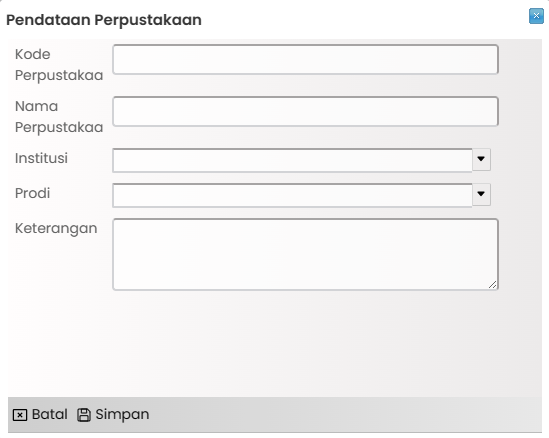 Pendataan Perpustakaan
Kode
Perpustakaa
Nama
Perpustakaa
Institusi
Prodi
Keterangan
Batal Simpan